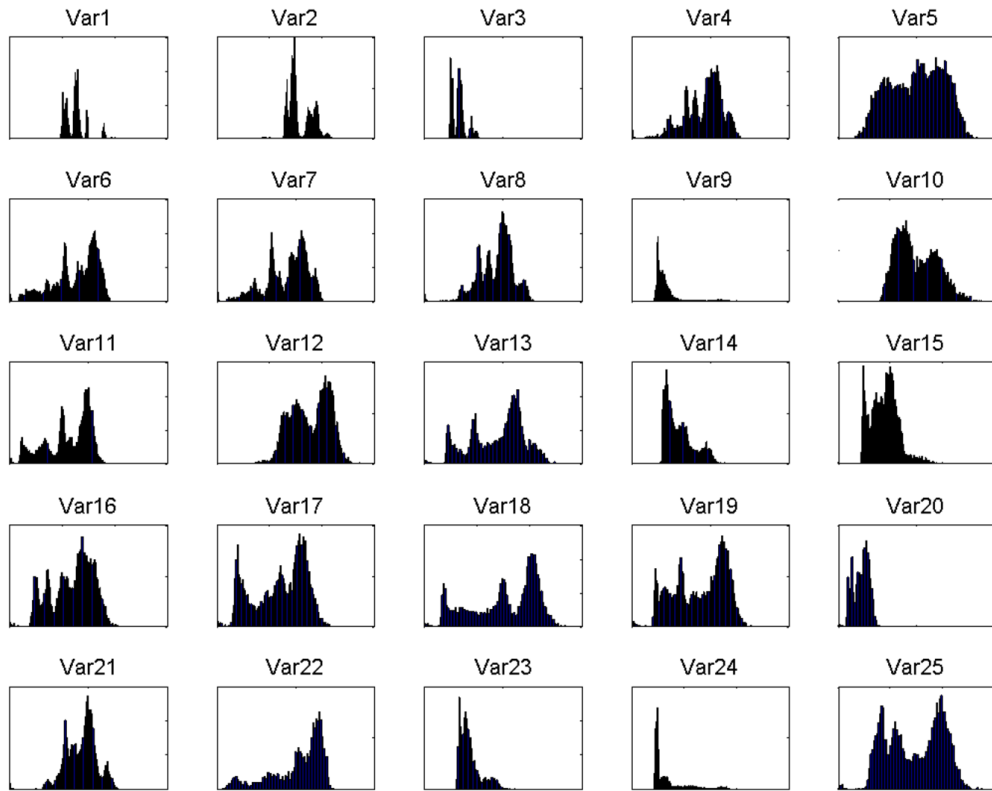 Var1 Var2 Var3 Var4 Var5
Var6 Var7 Var8 Var9 Var10
Var11 Var12 Var13 Var14 Var15
Var16 Var17 Var18 Var19 Var20
Var21 Var22 Var23 Var24 Var25